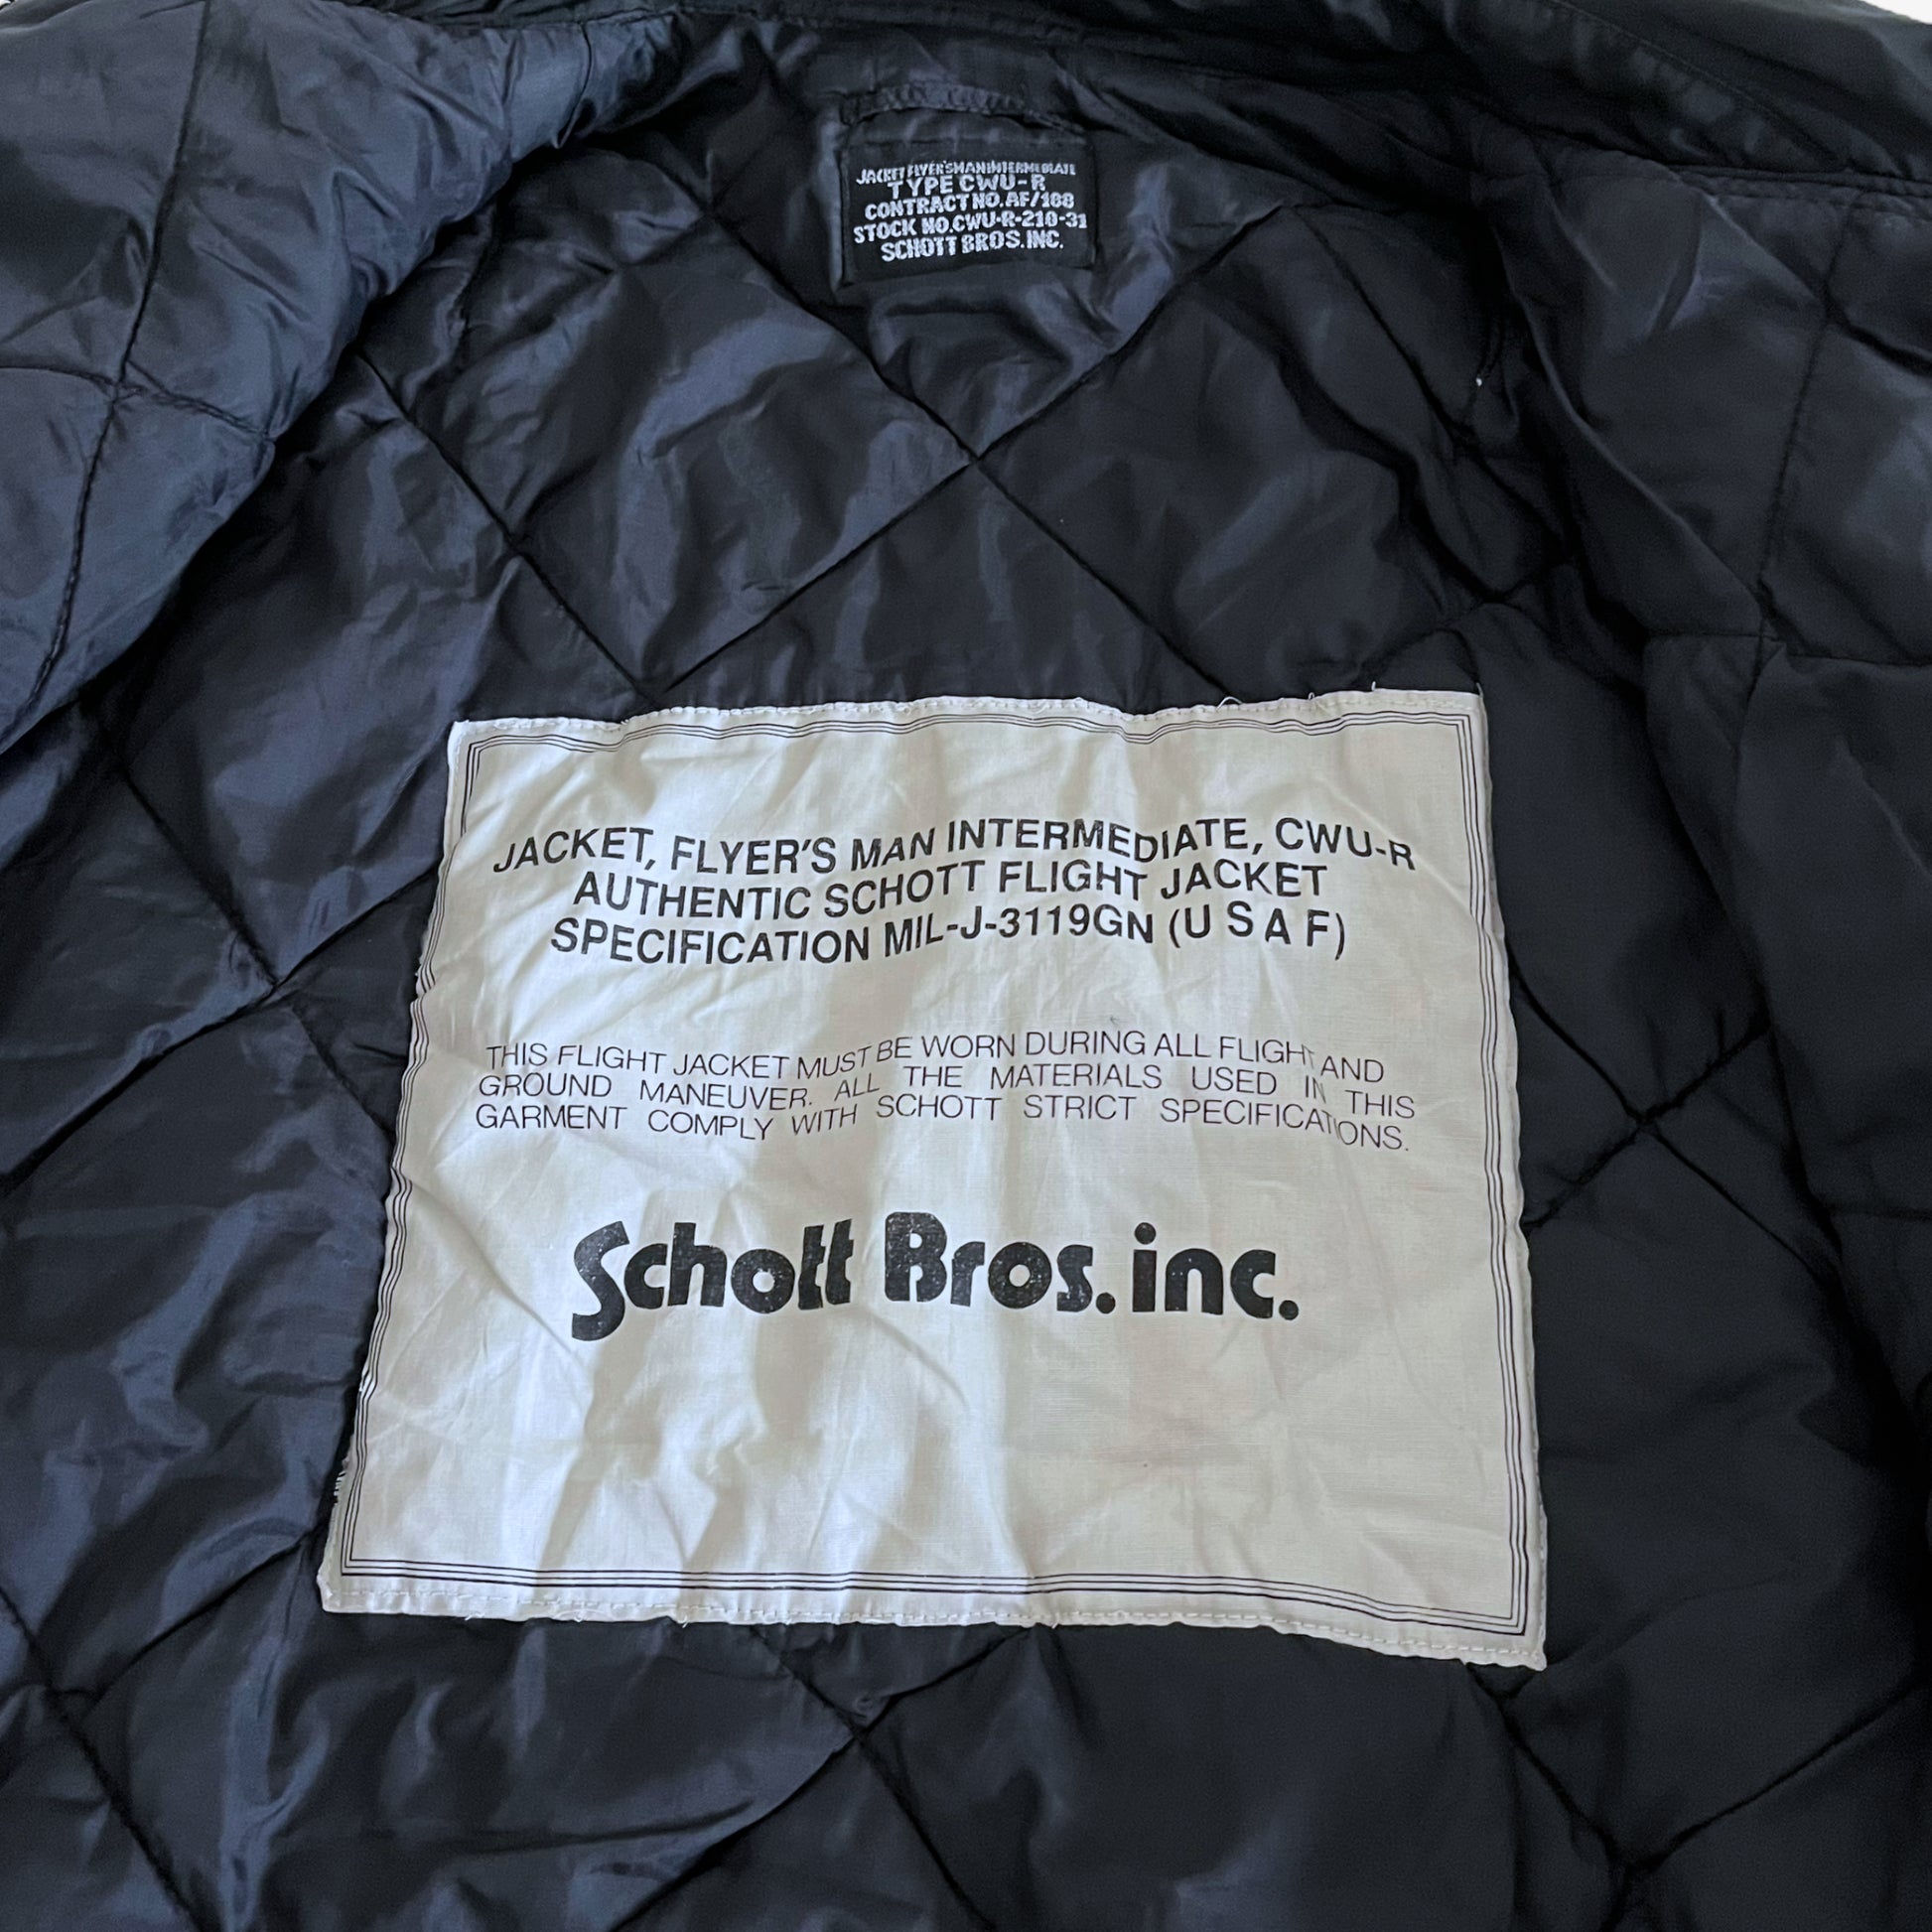 JACKET FLYER'S MAN INTERMEDIATE
TYPE CWU-R
CONTRACT NO. AF/188
STOCK NO. CWU-R-210-31
SCHOTT BROS. INC.
JACKET, FLYER'S MAN INTERMEDIATE, CWU-R
AUTHENTIC SCHOTT FLIGHT JACKET
SPECIFICATION MIL-J-3119GN (U S A F)
THIS FLIGHT JACKET MUST BE WORN DURING ALL FLIGHT AND
GROUND MANEUVER. ALL THE MATERIALS USED IN THIS
GARMENT COMPLY WITH SCHOTT STRICT SPECIFICATIONS.
Schott Bros. inc.